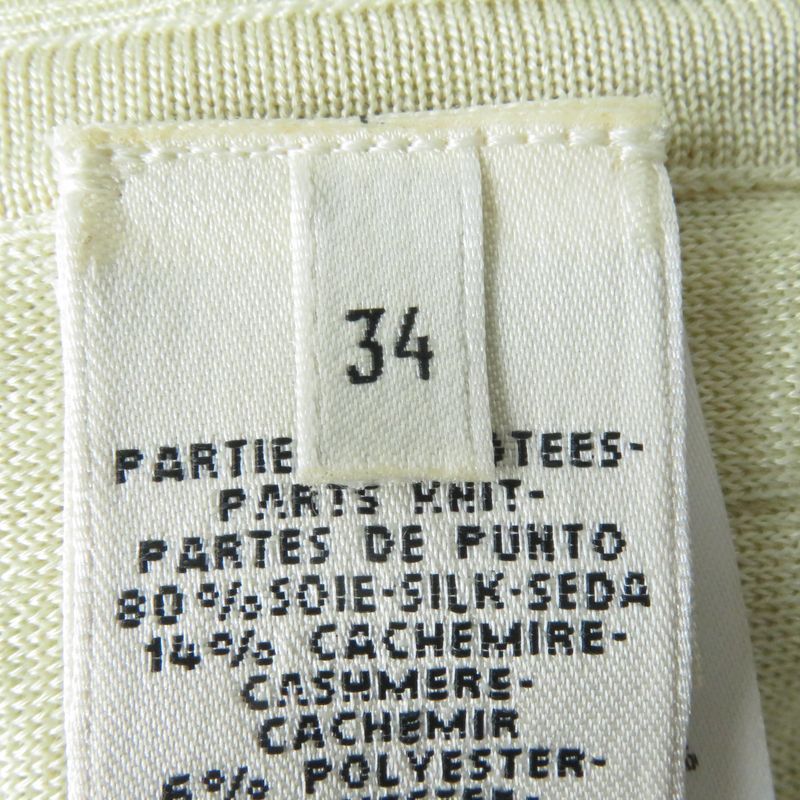 34
PARTIE TEES-
PARTS KNIT-
PARTES DE PUNTO
80% SOIE-SILK-SEDA
14% CACHEMIRE-
CASHMERE-
CACHEMIR
6% POLYESTER-